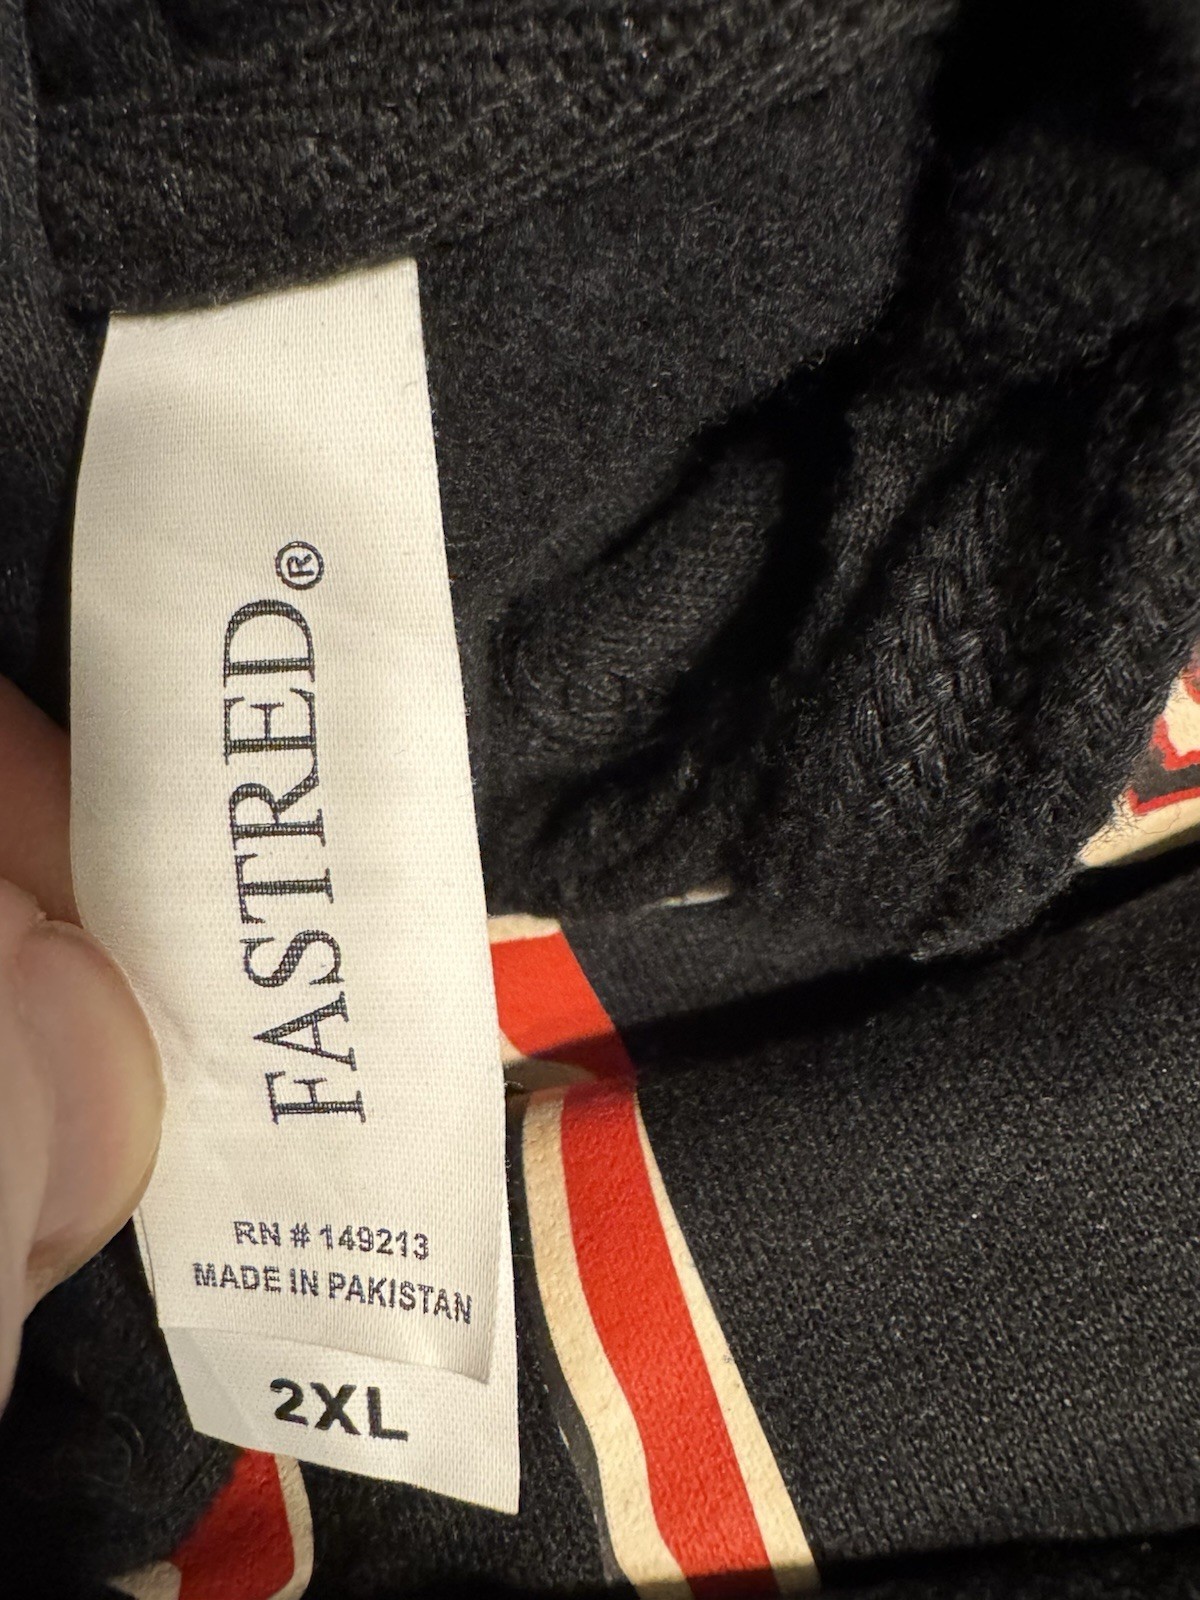 FASTRED®
RN # 149213
MADE IN PAKISTAN
2XL